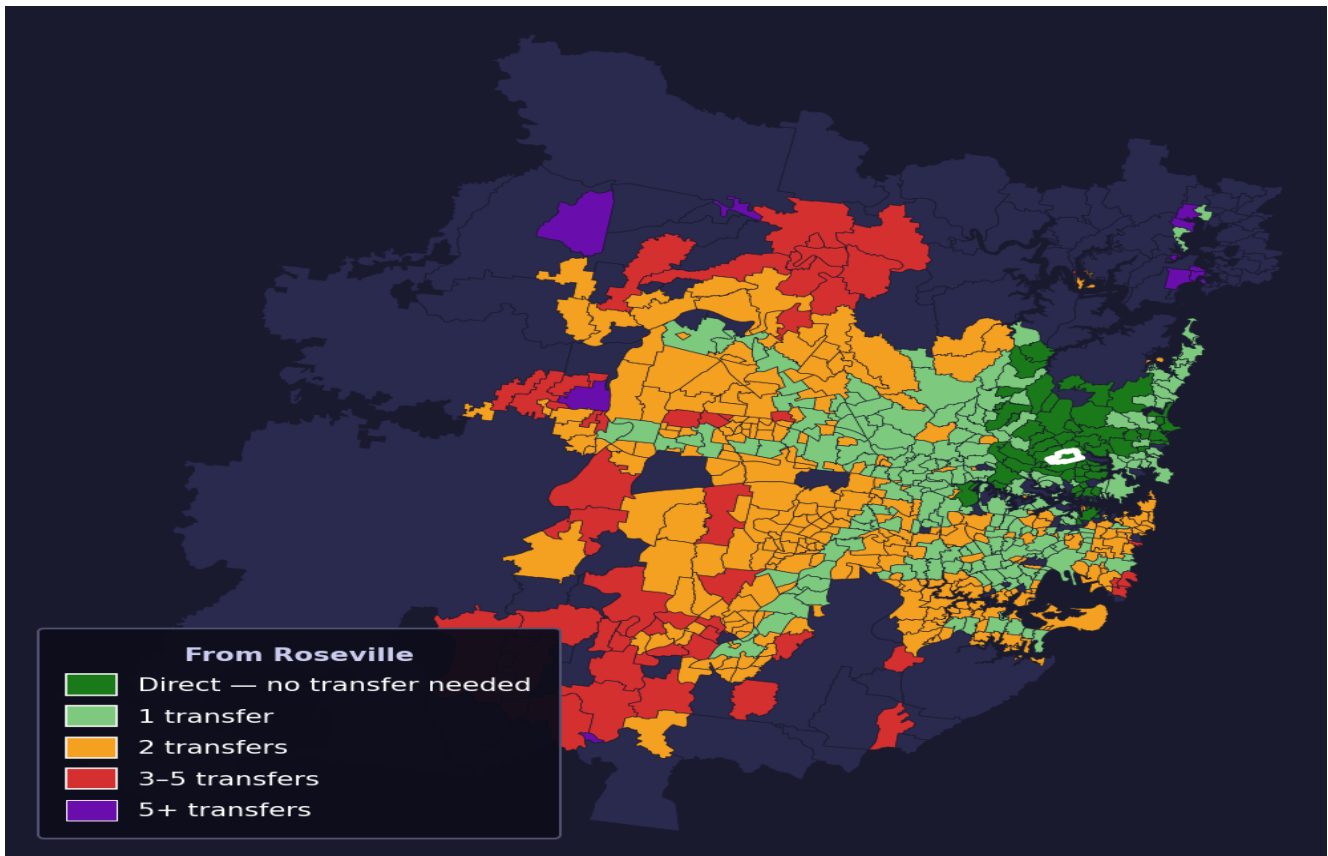 From Roseville
Direct — no transfer needed
1 transfer
2 transfers
3–5 transfers
5+ transfers